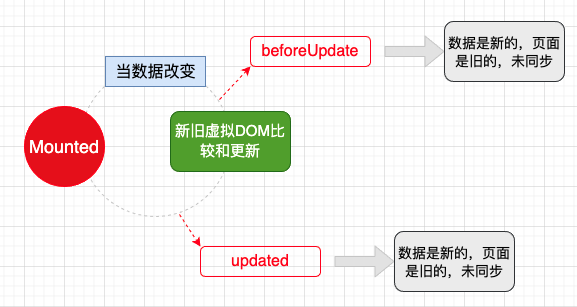 beforeUpdate
数据是新的，页面
是旧的，未同步
当数据改变
Mounted
新旧虚拟DOM比
较和更新
updated
数据是新的，页面
是旧的，未同步